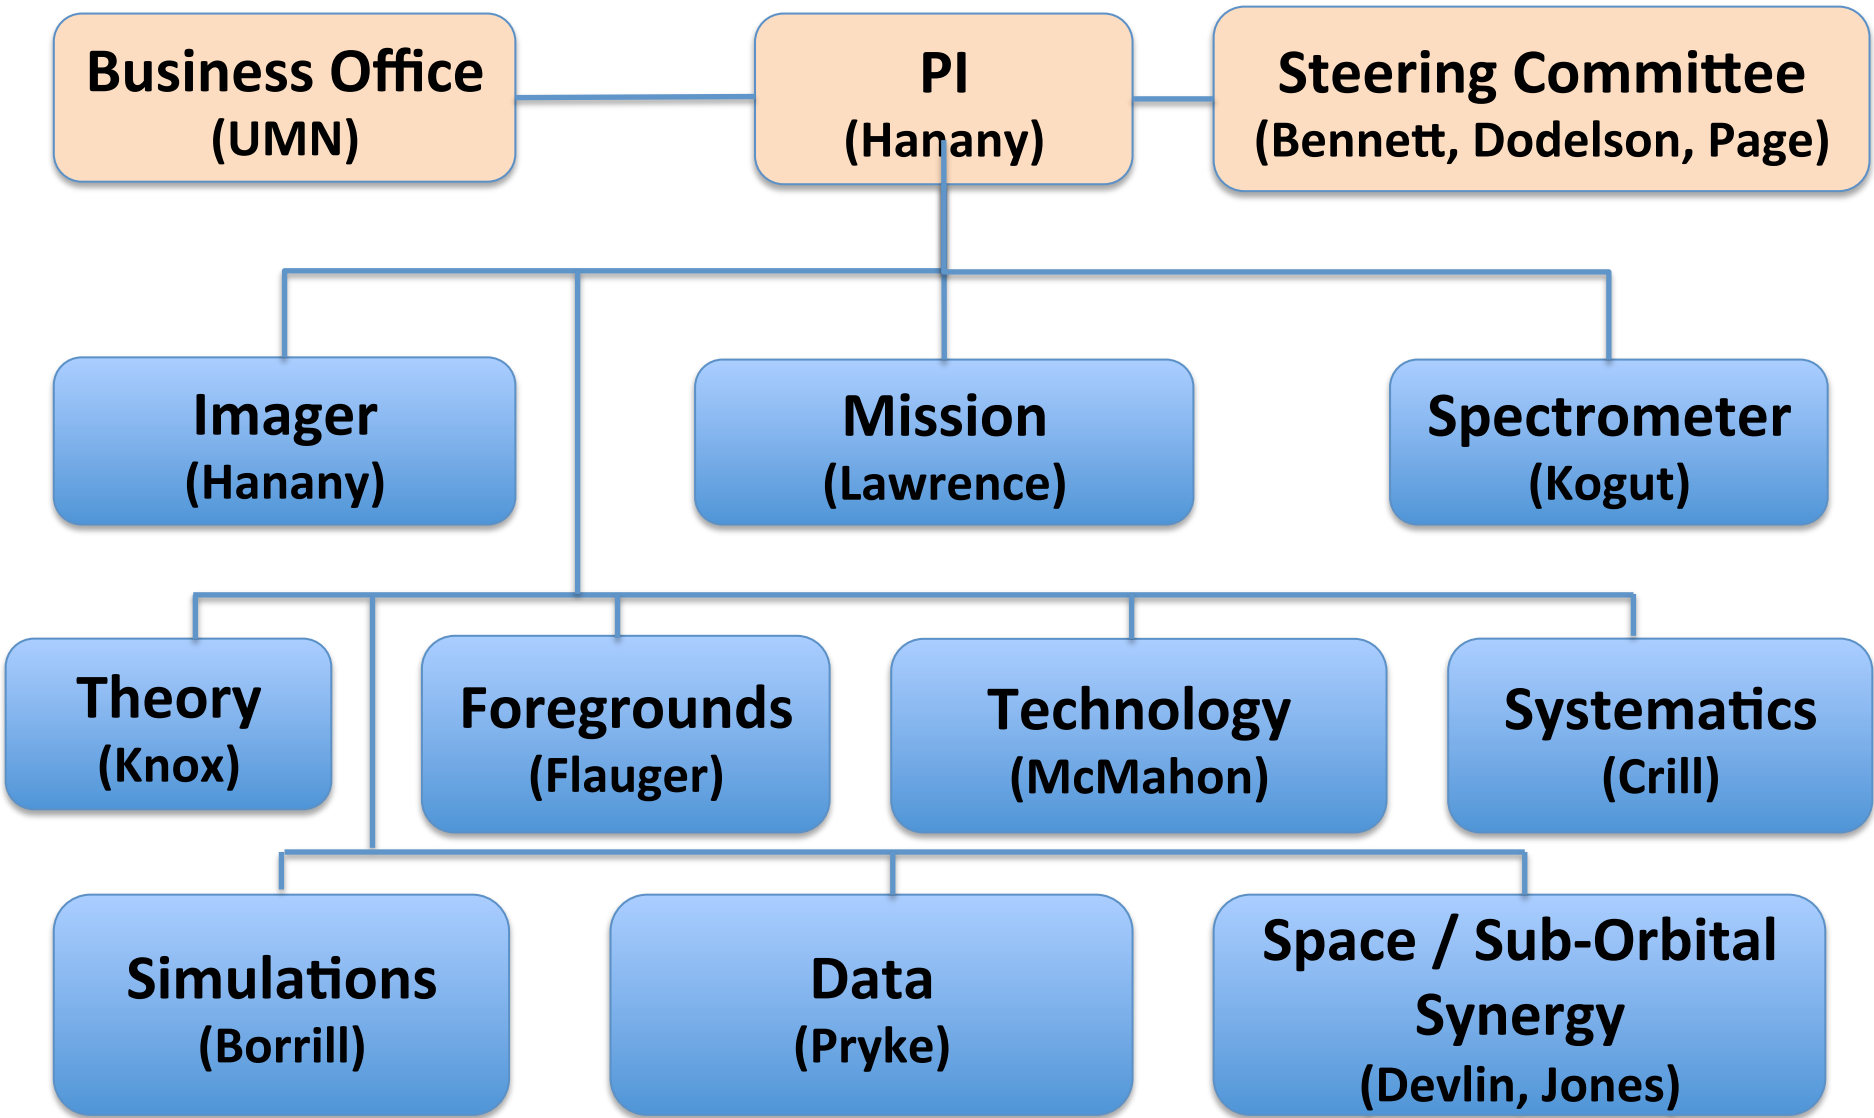 Business Office
(UMN)
PI
(Hanany)
Steering Committee
(Bennett, Dodelson, Page)
Imager
(Hanany)
Mission
(Lawrence)
Spectrometer
(Kogut)
Theory
(Knox)
Foregrounds
(Flauger)
Technology
(McMahon)
Systematics
(Crill)
Simulations
(Borrill)
Data
(Pryke)
Space / Sub-Orbital
Synergy
(Devlin, Jones)